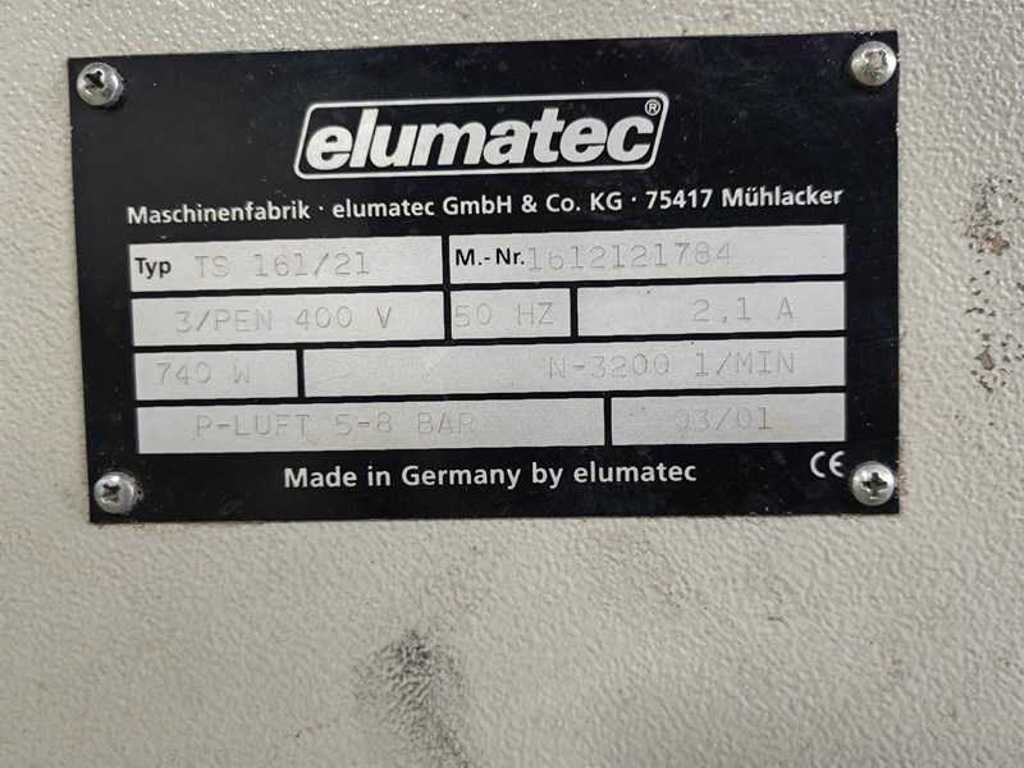 elumatec®
Maschinenfabrik · elumatec GmbH & Co. KG · 75417 Mühlacker
Typ TS 161/21 M.-Nr. 1612121784
3/PEN 400 V 50 HZ 2,1 A
740 W N-3200 1/MIN
P-LUFT 5-8 BAR 03/01
Made in Germany by elumatec CE